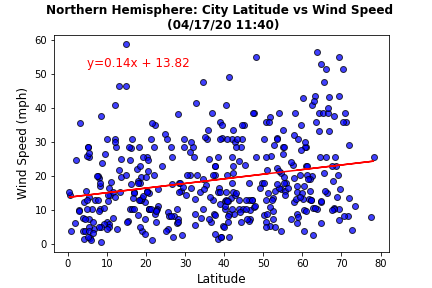 Northern Hemisphere: City Latitude vs Wind Speed
(04/17/20 11:40)
60
50
40
30
20
10
0
Wind Speed (mph)
y=0.14x + 13.82
0 10 20 30 40 50 60 70 80
Latitude